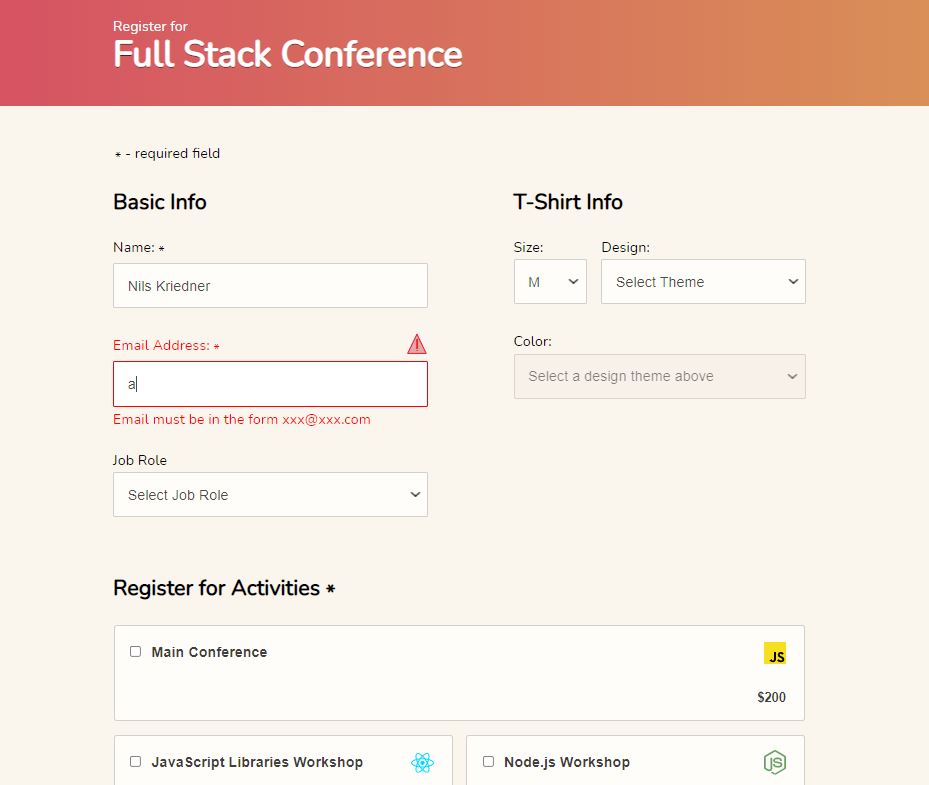 Register for
Full Stack Conference
* - required field
Basic Info
Name: *
Nils Kriedner
Email Address: *
a
Email must be in the form xxx@xxx.com
Job Role
Select Job Role
T-Shirt Info
Size:
M
Design:
Select Theme
Color:
Select a design theme above
Register for Activities *
Main Conference
JS
$200
JavaScript Libraries Workshop
Node.js Workshop
JS